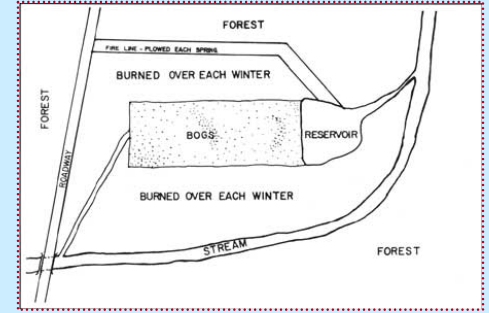 FOREST
FIRE LINE - PLOWED EACH SPRING
BURNED OVER EACH WINTER
FOREST
BOGS
RESERVOIR
ROADWAY
BURNED OVER EACH WINTER
STREAM
FOREST